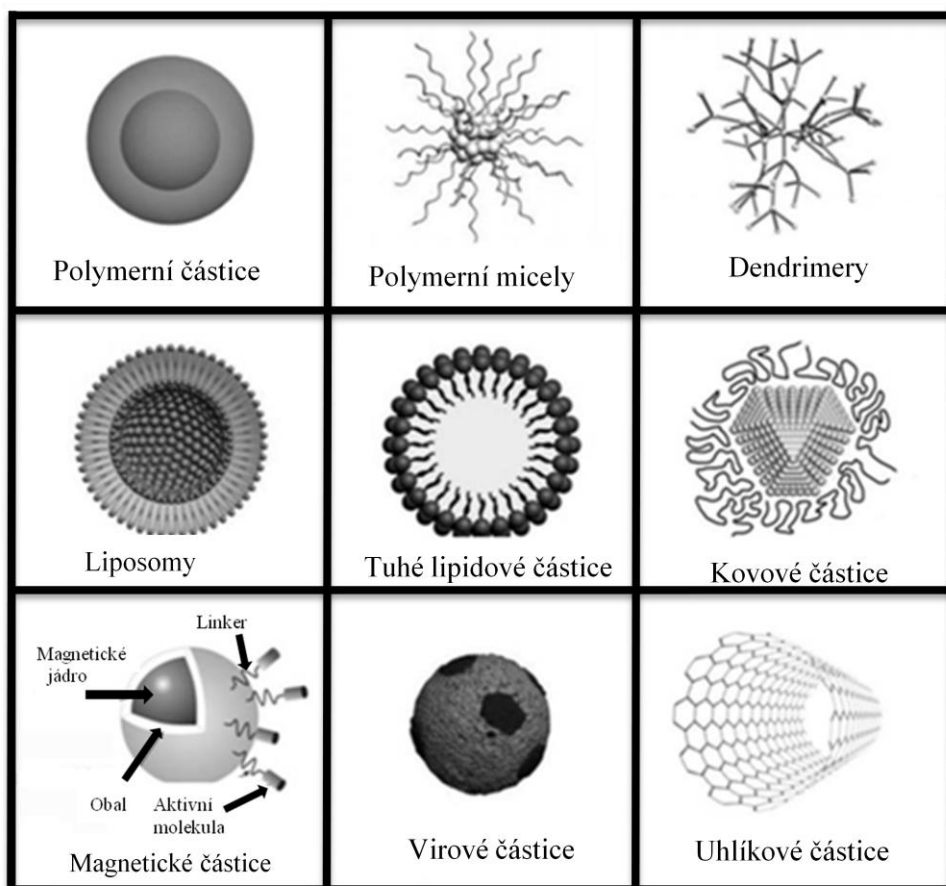 Polymerní částice
Polymerní micely
Dendrimery
Liposomy
Tuhé lipidové částice
Kovové částice
Linker
Magnetické
jádro
Obal
Aktivní
molekula
Magnetické částice
Virové částice
Uhlíkové částice